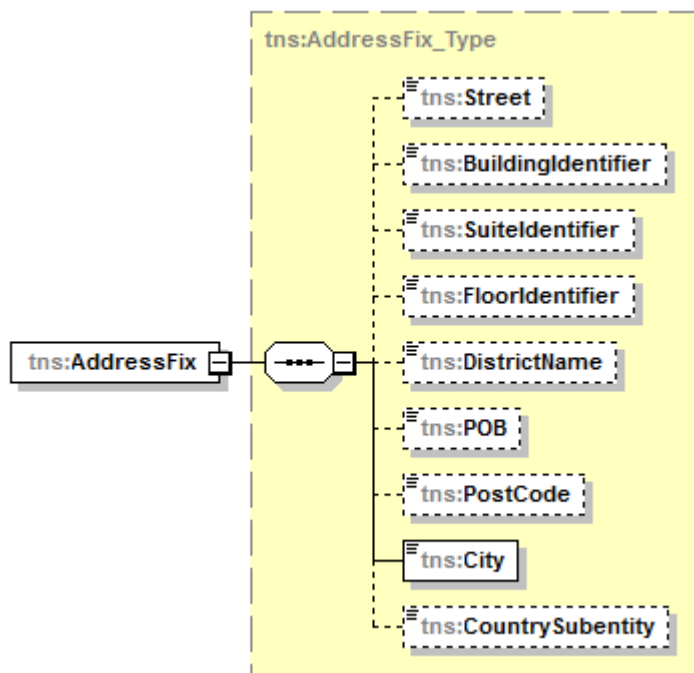 tns:AddressFix_Type
tns:Street
tns:BuildingIdentifier
tns:SuiteIdentifier
tns:FloorIdentifier
tns:AddressFix
tns:DistrictName
tns:POB
tns:PostCode
tns:City
tns:CountrySubentity